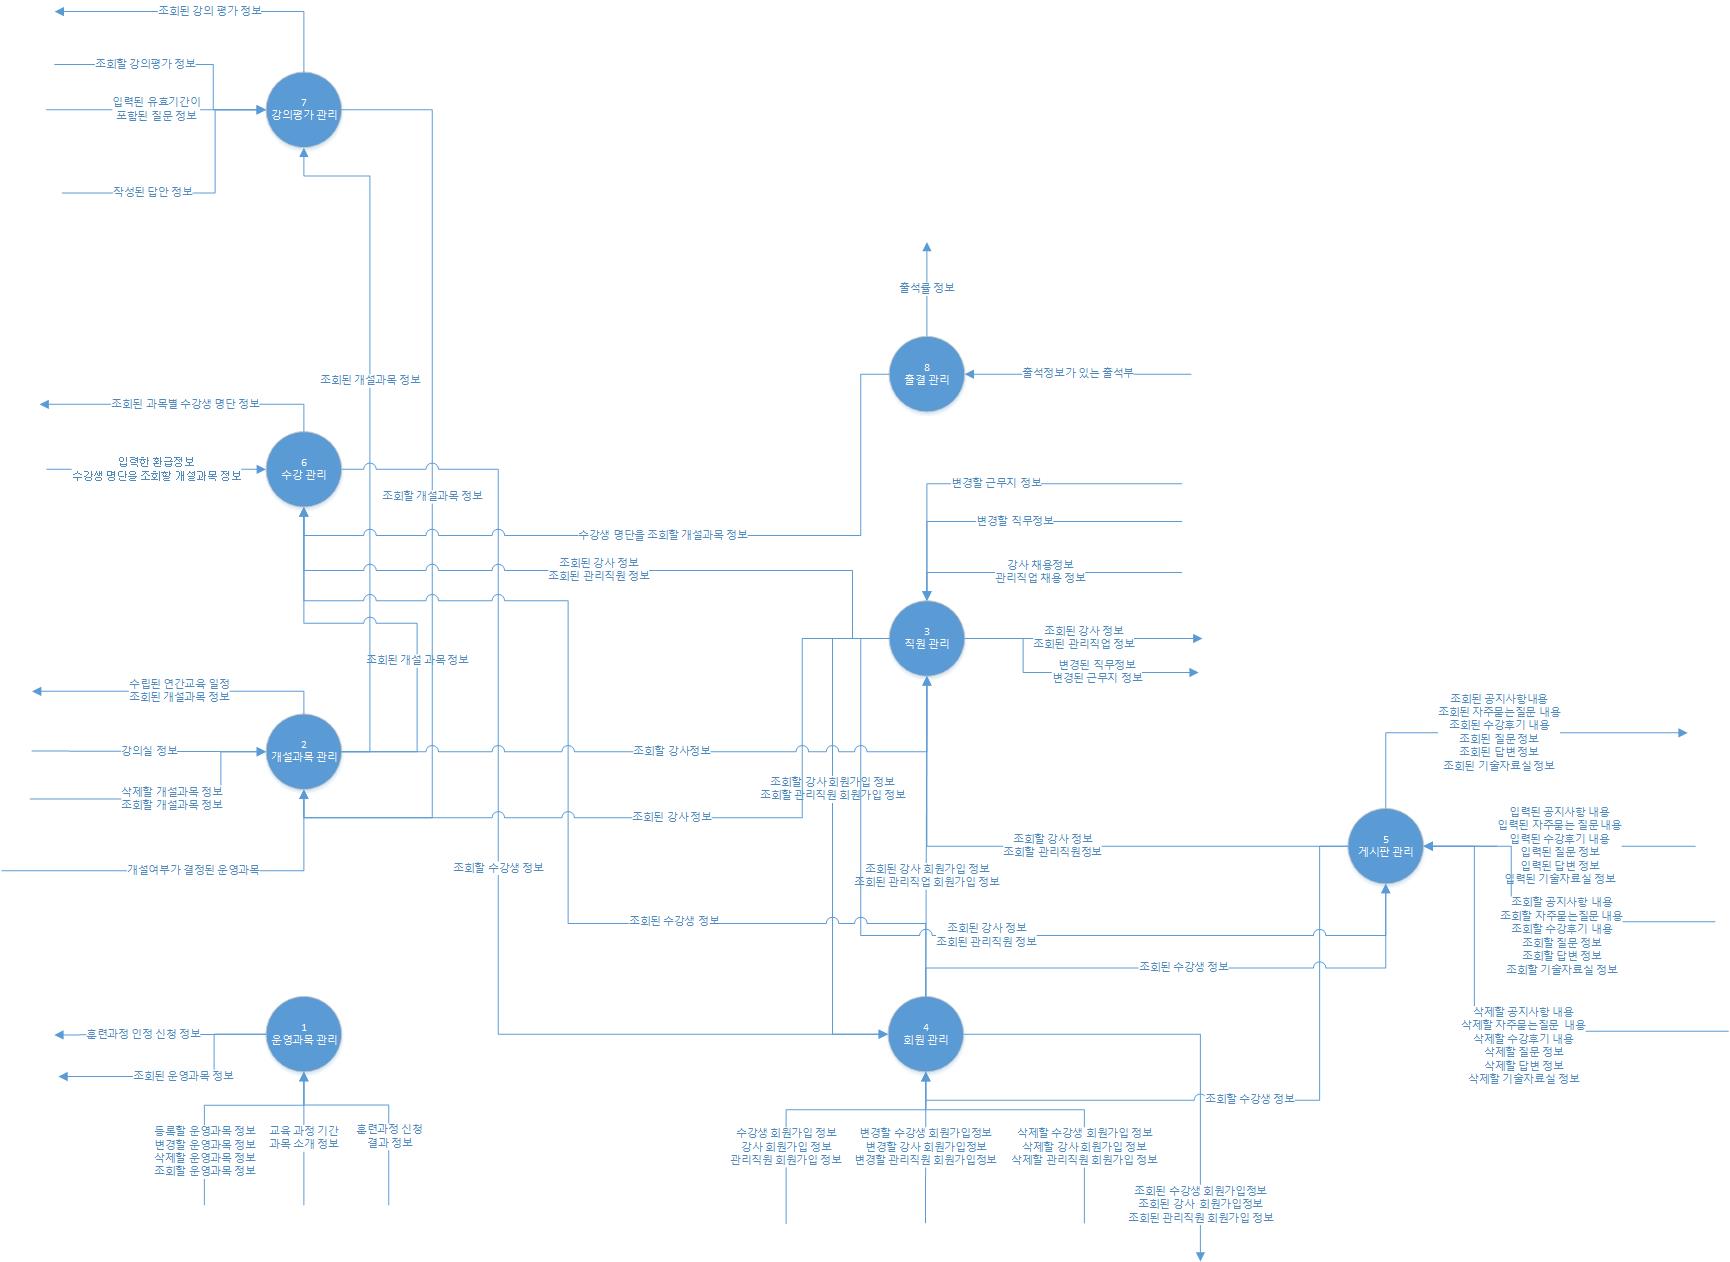 조회된 강의 평가 정보
조회할 강의평가 정보
입력된 유효기간이
포함된 질문 정보
작성된 답안 정보
7
강의평가 관리
조회된 개설과목 정보
출석률 정보
8
출결 관리
출석정보가 있는 출석부
조회된 과목별 수강생 명단 정보
입력한 환급정보
수강생 명단을 조회할 개설과목 정보
6
수강 관리
조회할 개설과목 정보
수강생 명단을 조회할 개설과목 정보
조회된 강사 정보
조회된 관리직원 정보
변경할 근무지 정보
변경할 직무정보
강사 채용정보
관리직업 채용 정보
3
직원 관리
조회된 강사 정보
조회된 관리직업 정보
변경된 직무정보
변경된 근무지 정보
조회된 개설 과목 정보
수립된 연간교육 일정
조회된 개설과목 정보
강의실 정보
2
개설과목 관리
삭제할 개설과목 정보
조회할 개설과목 정보
개설여부가 결정된 운영과목
조회할 강사정보
조회할 강사 회원가입 정보
조회할 관리직원 회원가입 정보
조회된 강사 정보
조회할 수강생 정보
조회할 강사 정보
조회할 관리직원정보
조회된 강사 회원가입 정보
조회된 관리직업 회원가입 정보
조회된 수강생 정보
조회된 강사 정보
조회된 관리직원 정보
조회된 수강생 정보
조회된 공지사항내용
조회된 자주묻는질문 내용
조회된 수강후기 내용
조회된 질문 정보
조회된 답변 정보
조회된 기술자료실 정보
5
게시판 관리
입력된 공지사항 내용
입력된 자주묻는 질문 내용
입력된 수강후기 내용
입력된 질문 정보
입력된 답변 정보
입력된 기술자료실 정보
조회할 공지사항 내용
조회할 자주묻는질문 내용
조회할 수강후기 내용
조회할 질문 정보
조회할 답변 정보
조회할 기술자료실 정보
삭제할 공지사항 내용
삭제할 자주묻는질문 내용
삭제할 수강후기 내용
삭제할 질문 정보
삭제할 답변 정보
삭제할 기술자료실 정보
훈련과정 인정 신청 정보
조회된 운영과목 정보
1
운영과목 관리
등록할 운영과목 정보
변경할 운영과목 정보
삭제할 운영과목 정보
조회할 운영과목 정보
교육 과정 기간
과목 소개 정보
훈련과정 신청
결과 정보
4
회원 관리
조회할 수강생 정보
수강생 회원가입 정보
강사 회원가입 정보
관리직원 회원가입 정보
변경할 수강생 회원가입정보
변경할 강사 회원가입정보
변경할 관리직원 회원가입정보
삭제할 수강생 회원가입 정보
삭제할 강사 회원가입 정보
삭제할 관리직원 회원가입 정보
조회된 수강생 회원가입정보
조회된 강사 회원가입정보
조회된 관리직원 회원가입 정보